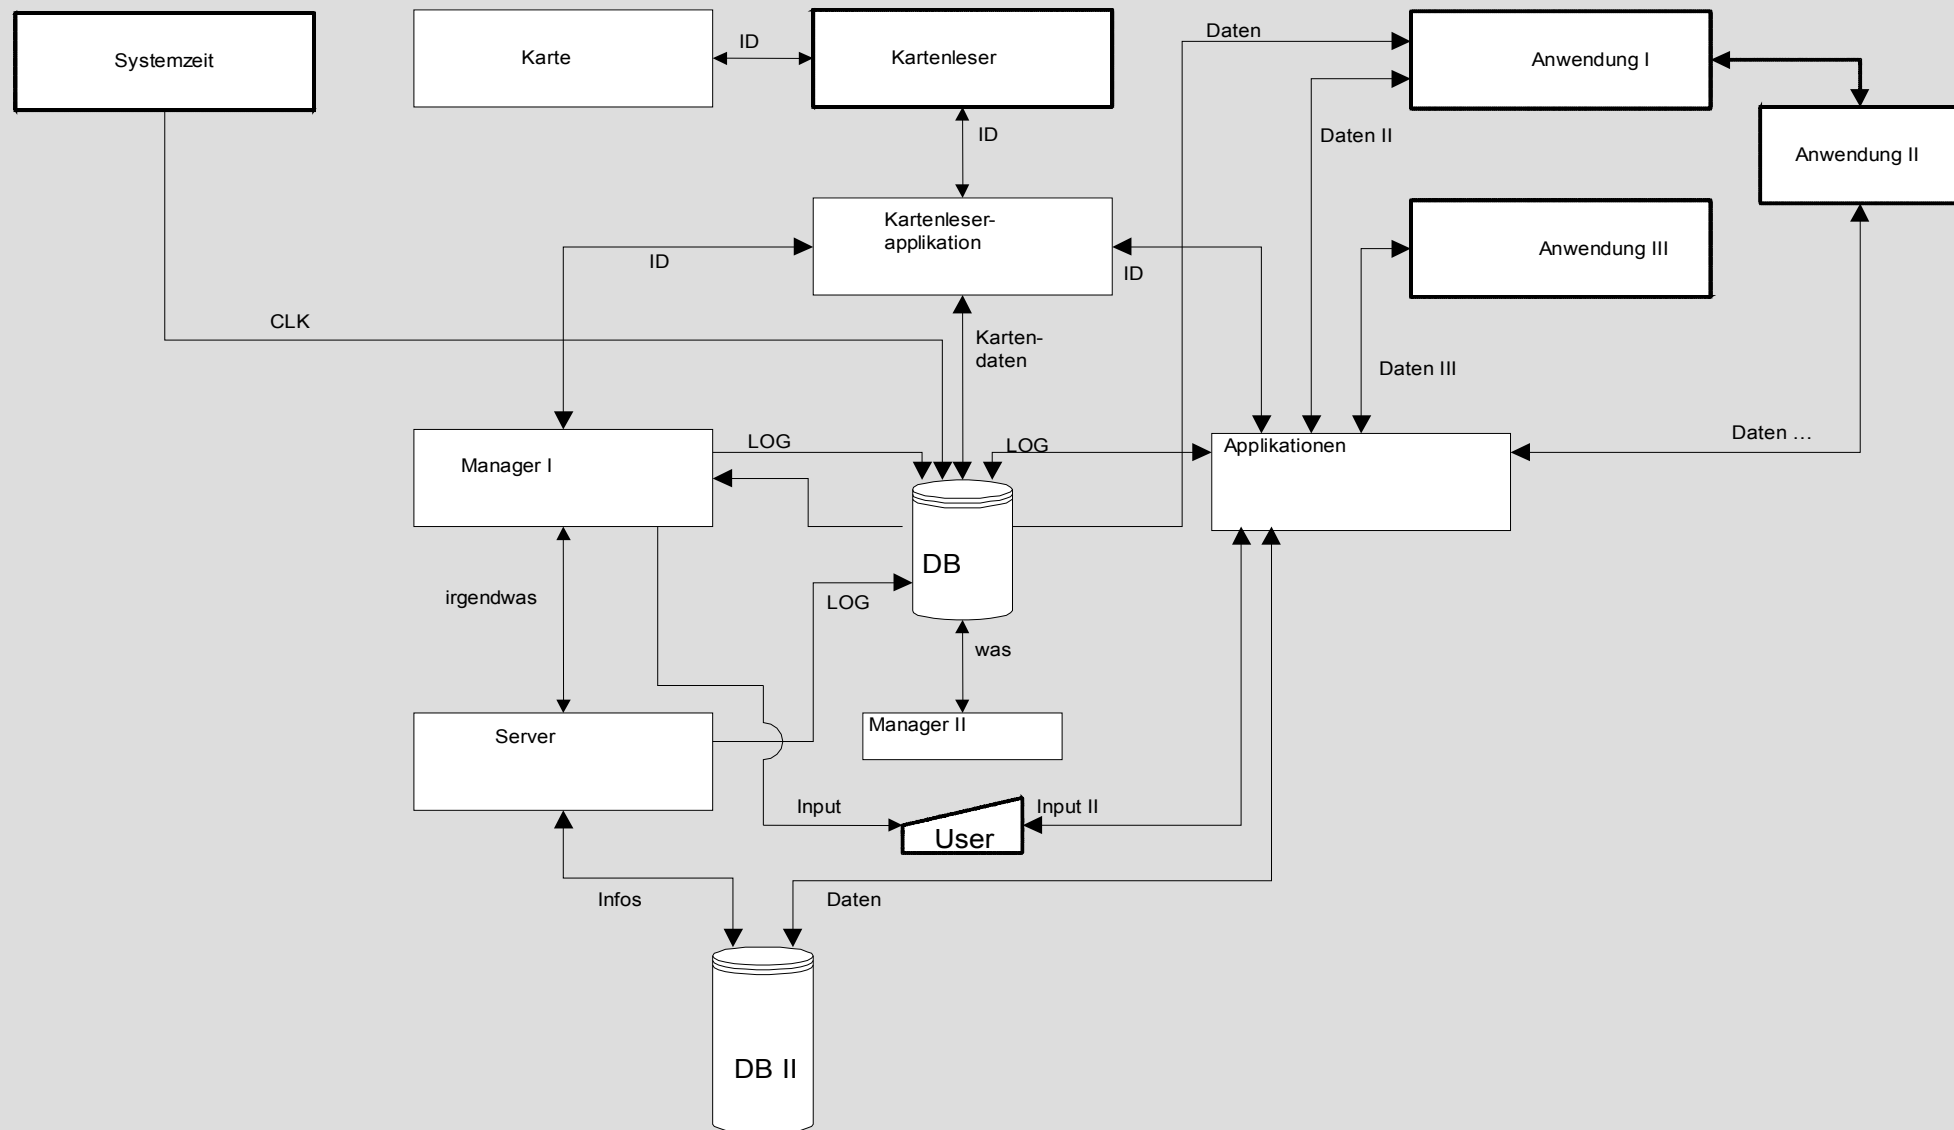 Systemzeit
Karte
ID
Kartenleser
Daten
Anwendung I
ID
Daten II
Anwendung II
Kartenleser-
applikation
ID
ID
Anwendung III
CLK
Karten-
daten
Daten III
Manager I
LOG
LOG
Applikationen
Daten ...
DB
irgendwas
LOG
was
Server
Manager II
Input
User
Input II
Infos
Daten
DB II